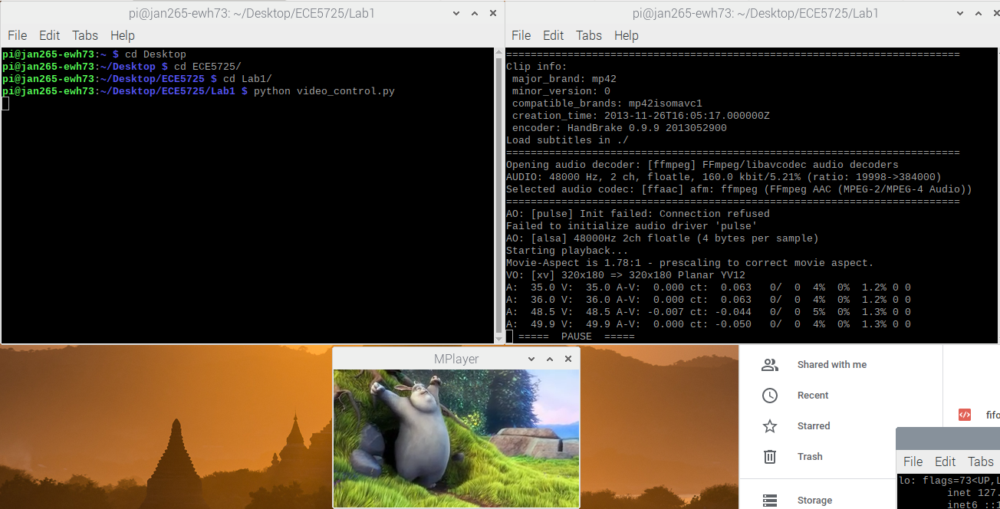 pi@jan265-ewh73: ~/Desktop/ECE5725/Lab1
File Edit Tabs Help
pi@jan265-ewh73:~ $ cd Desktop
pi@jan265-ewh73:~/Desktop $ cd ECE5725/
pi@jan265-ewh73:~/Desktop/ECE5725 $ cd Lab1/
pi@jan265-ewh73:~/Desktop/ECE5725/Lab1 $ python video_control.py
pi@jan265-ewh73: ~/Desktop/ECE5725/Lab1
File Edit Tabs Help
==========================================================================
Clip info:
major_brand: mp42
minor_version: 0
compatible_brands: mp42isomavc1
creation_time: 2013-11-26T16:05:17.000000Z
encoder: HandBrake 0.9.9 2013052900
Load subtitles in ./
==========================================================================
Opening audio decoder: [ffmpeg] FFmpeg/libavcodec audio decoders
AUDIO: 48000 Hz, 2 ch, floatle, 160.0 kbit/5.21% (ratio: 19998->384000)
Selected audio codec: [ffaac] afm: ffmpeg (FFmpeg AAC (MPEG-2/MPEG-4 Audio))
==========================================================================
AO: [pulse] Init failed: Connection refused
Failed to initialize audio driver 'pulse'
AO: [alsa] 48000Hz 2ch floatle (4 bytes per sample)
Starting playback...
Movie-Aspect is 1.78:1 - prescaling to correct movie aspect.
VO: [xv] 320x180 => 320x180 Planar YV12
A:  35.0 V:  35.0 A-V:  0.000 ct:  0.063   0/  0  4%  0%  1.2% 0 0
A:  36.0 V:  36.0 A-V:  0.000 ct:  0.063   0/  0  4%  0%  1.2% 0 0
A:  48.5 V:  48.5 A-V: -0.007 ct: -0.044   0/  0  5%  0%  1.3% 0 0
A:  49.9 V:  49.9 A-V:  0.000 ct: -0.050   0/  0  4%  0%  1.3% 0 0
=====  PAUSE  =====
MPlayer
Shared with me
Recent
Starred
Trash
Storage
fifo
File Edit Tabs
lo: flags=73<UP,L
inet 127.
inet6 ::1